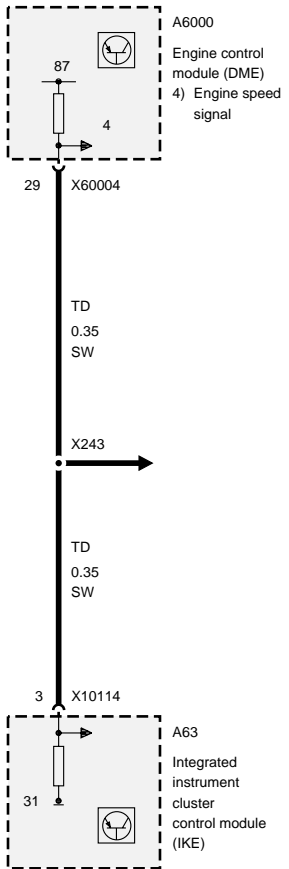 A6000
Engine control
module (DME)
4) Engine speed
signal
87
4
29 X60004
TD
0.35
SW
X243
TD
0.35
SW
3 X10114
A63
Integrated
instrument
cluster
control module
(IKE)
31